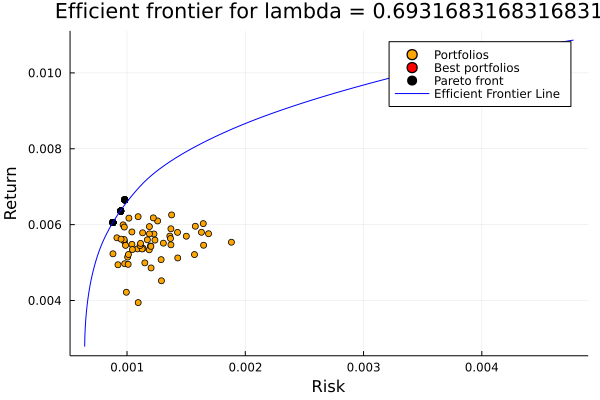 Efficient frontier for lambda = 0.6931683168316831
Portfolios
Best portfolios
Pareto front
Efficient Frontier Line
Return
0.010
0.008
0.006
0.004
0.001
0.002
0.003
0.004
Risk